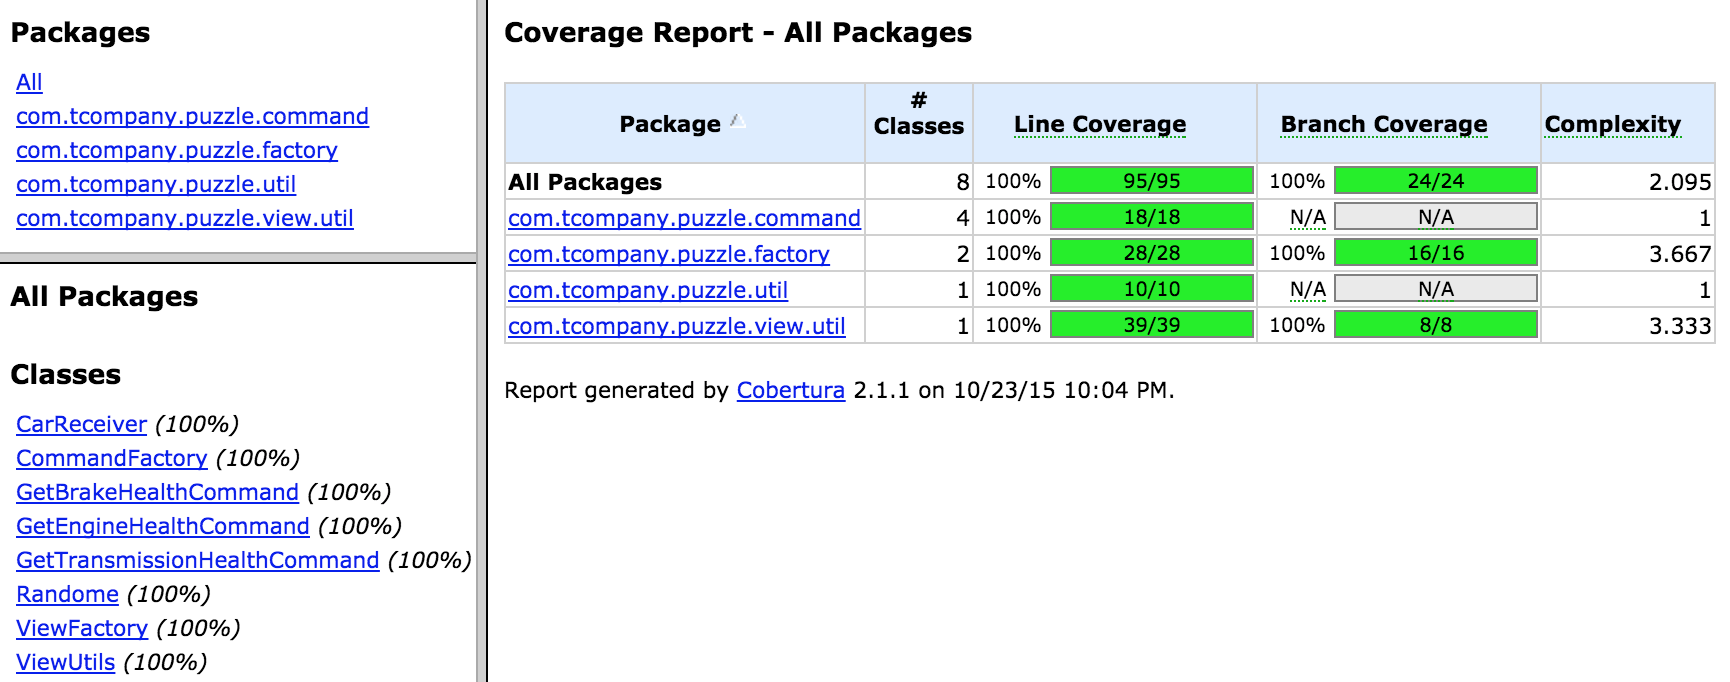 Packages
All
com.tcompany.puzzle.command
com.tcompany.puzzle.factory
com.tcompany.puzzle.util
com.tcompany.puzzle.view.util
All Packages
Classes
CarReceiver (100%)
CommandFactory (100%)
GetBrakeHealthCommand (100%)
GetEngineHealthCommand (100%)
GetTransmissionHealthCommand (100%)
Randome (100%)
ViewFactory (100%)
ViewUtils (100%)
Coverage Report - All Packages
Package # Classes Line Coverage Branch Coverage Complexity
All Packages 8 100% 95/95 100% 24/24 2.095
com.tcompany.puzzle.command 4 100% 18/18 N/A N/A 1
com.tcompany.puzzle.factory 2 100% 28/28 100% 16/16 3.667
com.tcompany.puzzle.util 1 100% 10/10 N/A N/A 1
com.tcompany.puzzle.view.util 1 100% 39/39 100% 8/8 3.333
Report generated by Cobertura 2.1.1 on 10/23/15 10:04 PM.